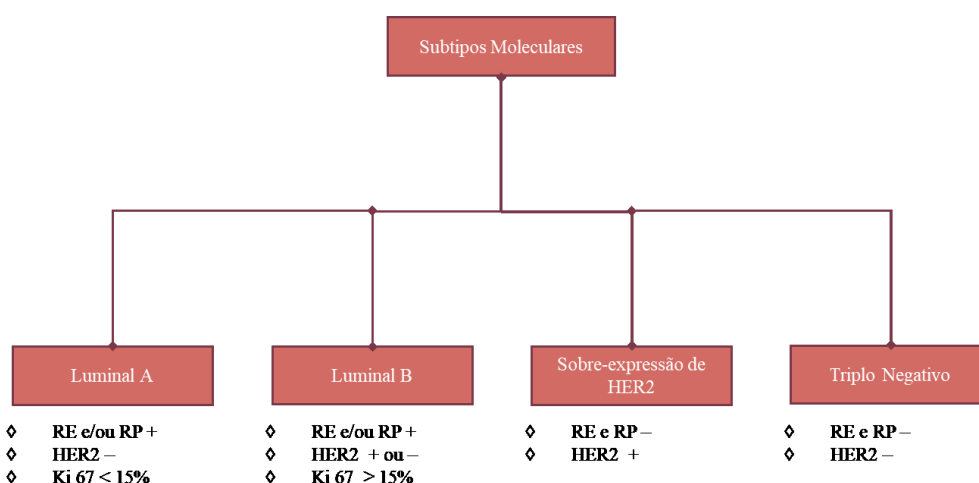 Subtipos Moleculares
Luminal A
Luminal B
Sobre-expressão de
HER2
Triplo Negativo
◊ RE e/ou RP +
◊ HER2 –
◊ Ki 67 < 15%
◊ RE e/ou RP +
◊ HER2 + ou –
◊ Ki 67 > 15%
◊ RE e RP –
◊ HER2 +
◊ RE e RP –
◊ HER2 –